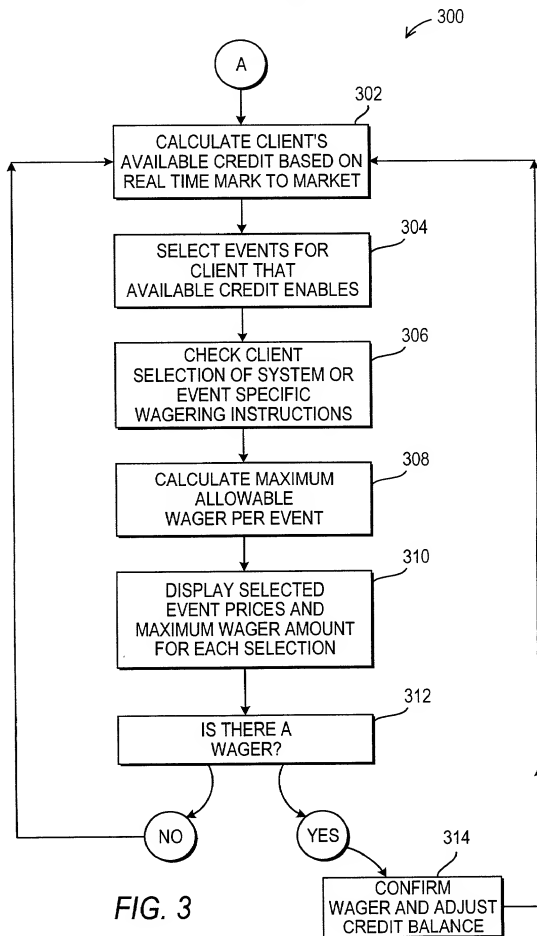 300
A
302
CALCULATE CLIENT'S
AVAILABLE CREDIT BASED ON
REAL TIME MARK TO MARKET
304
SELECT EVENTS FOR
CLIENT THAT
AVAILABLE CREDIT ENABLES
306
CHECK CLIENT
SELECTION OF SYSTEM OR
EVENT SPECIFIC
WAGERING INSTRUCTIONS
308
CALCULATE MAXIMUM
ALLOWABLE
WAGER PER EVENT
310
DISPLAY SELECTED
EVENT PRICES AND
MAXIMUM WAGER AMOUNT
FOR EACH SELECTION
312
IS THERE A
WAGER?
NO
YES
314
CONFIRM
WAGER AND ADJUST
CREDIT BALANCE
FIG. 3